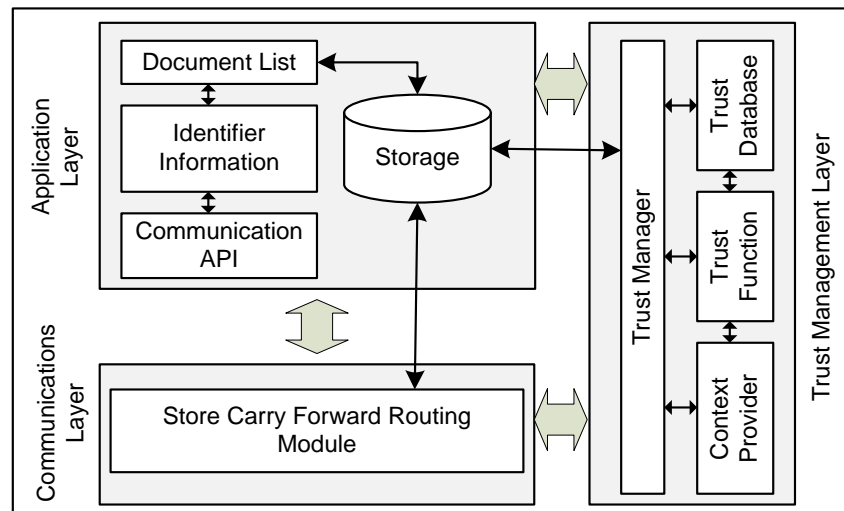 Application
Layer
Document List
Identifier
Information
Communication
API
Storage
Communications
Layer
Store Carry Forward Routing
Module
Trust Manager
Trust
Database
Trust
Function
Context
Provider
Trust Management Layer